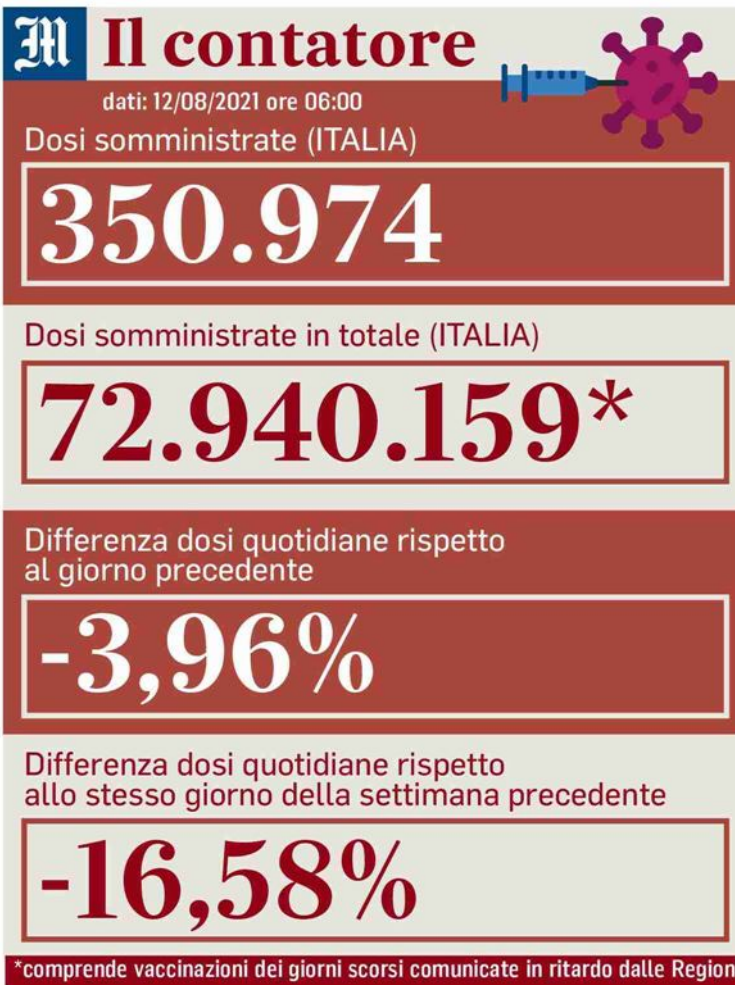 M Il contatore
dati: 12/08/2021 ore 06:00
Dosi somministrate (ITALIA)
350.974
Dosi somministrate in totale (ITALIA)
72.940.159*
Differenza dosi quotidiane rispetto
al giorno precedente
-3,96%
Differenza dosi quotidiane rispetto
allo stesso giorno della settimana precedente
-16,58%
*comprende vaccinazioni dei giorni scorsi comunicate in ritardo dalle Region